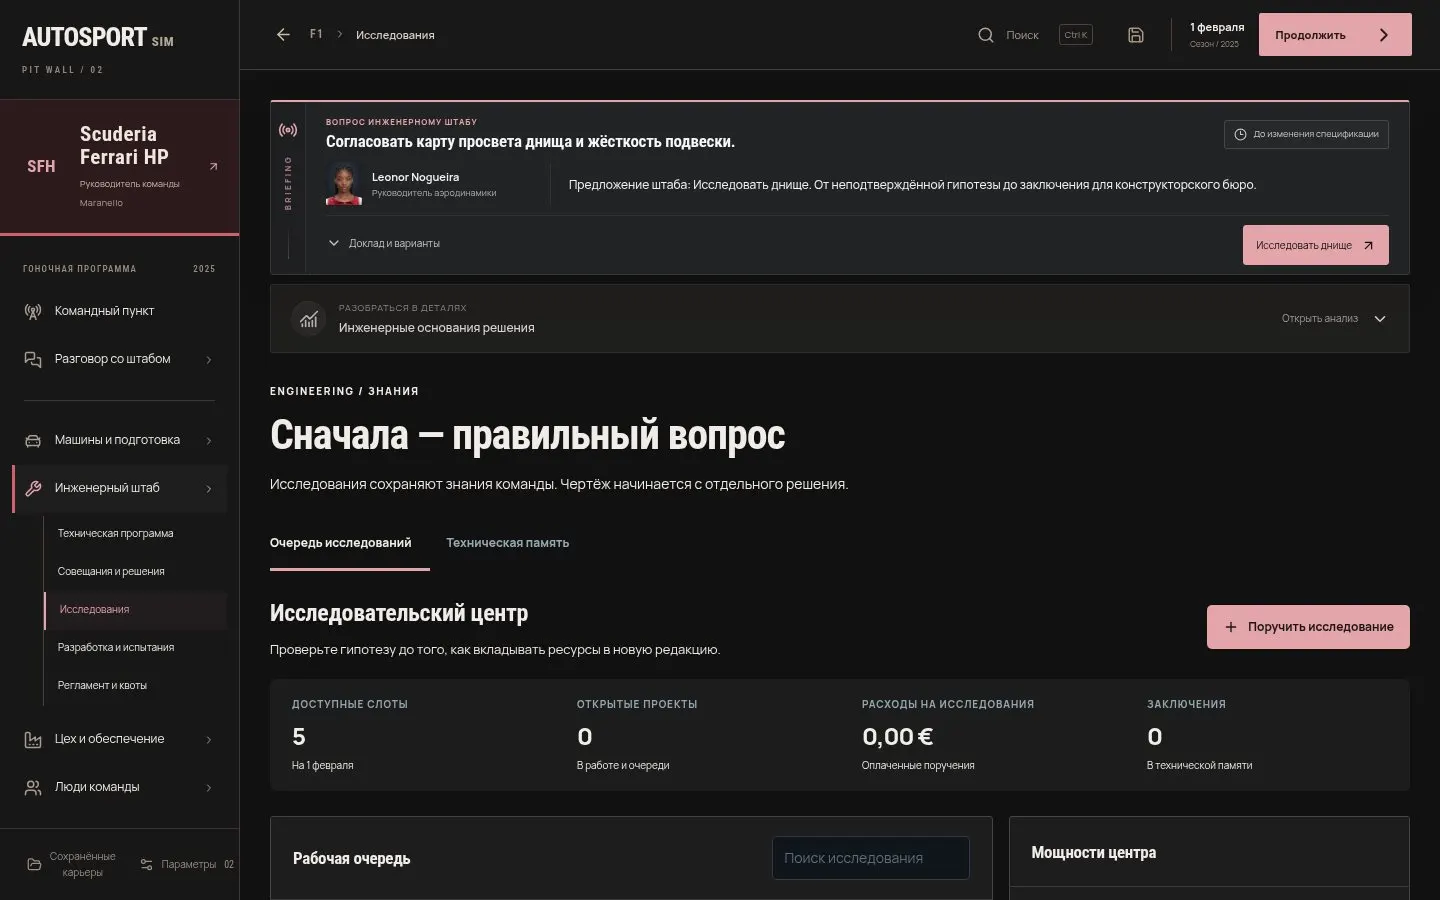 AUTOSPORT SIM
PIT WALL / 02
SFH
Scuderia
Ferrari HP
Руководитель команды
Maranello
ГОНОЧНАЯ ПРОГРАММА 2025
Командный пункт
Разговор со штабом
Машины и подготовка
Инженерный штаб
Техническая программа
Совещания и решения
Исследования
Разработка и испытания
Регламент и квоты
Цех и обеспечение
Люди команды
Сохранённые
карьеры
Параметры 02
F1 Исследования
Поиск Ctrl K
1 февраля
Сезон / 2025
Продолжить
BRIEFING
ВОПРОС ИНЖЕНЕРНОМУ ШТАБУ
Согласовать карту просвета днища и жёсткость подвески.
До изменения спецификации
Leonor Nogueira
Руководитель аэродинамики
Предложение штаба: Исследовать днище. От неподтверждённой гипотезы до заключения для конструкторского бюро.
Доклад и варианты
Исследовать днище
РАЗОБРАТЬСЯ В ДЕТАЛЯХ
Инженерные основания решения
Открыть анализ
ENGINEERING / ЗНАНИЯ
Сначала — правильный вопрос
Исследования сохраняют знания команды. Чертёж начинается с отдельного решения.
Очередь исследований
Техническая память
Исследовательский центр
Проверьте гипотезу до того, как вкладывать ресурсы в новую редакцию.
Поручить исследование
ДОСТУПНЫЕ СЛОТЫ
5
На 1 февраля
ОТКРЫТЫЕ ПРОЕКТЫ
0
В работе и очереди
РАСХОДЫ НА ИССЛЕДОВАНИЯ
0,00 €
Оплаченные поручения
ЗАКЛЮЧЕНИЯ
0
В технической памяти
Рабочая очередь
Поиск исследования
Мощности центра